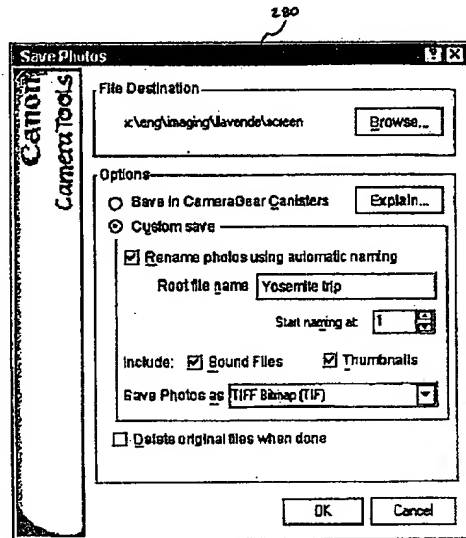 280
Save Photos
Canon
CameraTools
File Destination
x:\eng\imaging\llavende\screen
Browse...
Options
Save in CameraGear Canisters
Explain...
Custom save
Rename photos using automatic naming
Root file name Yosemite trip
Start naming at: 1
Include: Sound Files Thumbnails
Save Photos as TIFF Bitmap (TIF)
Delete original files when done
OK Cancel